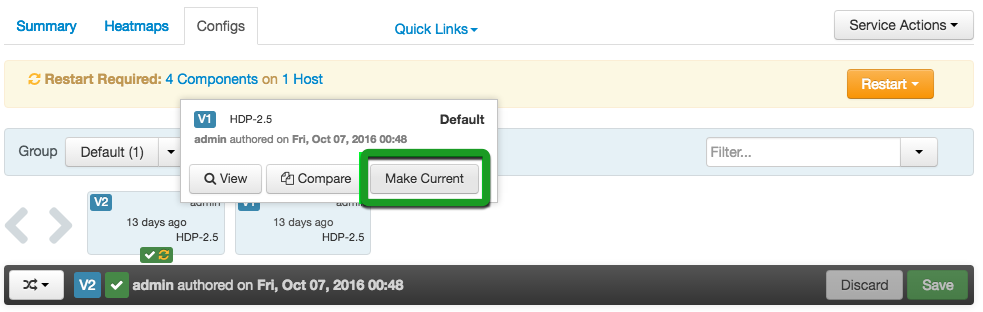 Summary Heatmaps Configs Quick Links Service Actions
Restart Required: 4 Components on 1 Host Restart
V1 HDP-2.5 Default
admin authored on Fri, Oct 07, 2016 00:48
Group Default (1) Filter...
View Compare Make Current
V2 admin V1
13 days ago 13 days ago
HDP-2.5 HDP-2.5
V2 admin authored on Fri, Oct 07, 2016 00:48 Discard Save